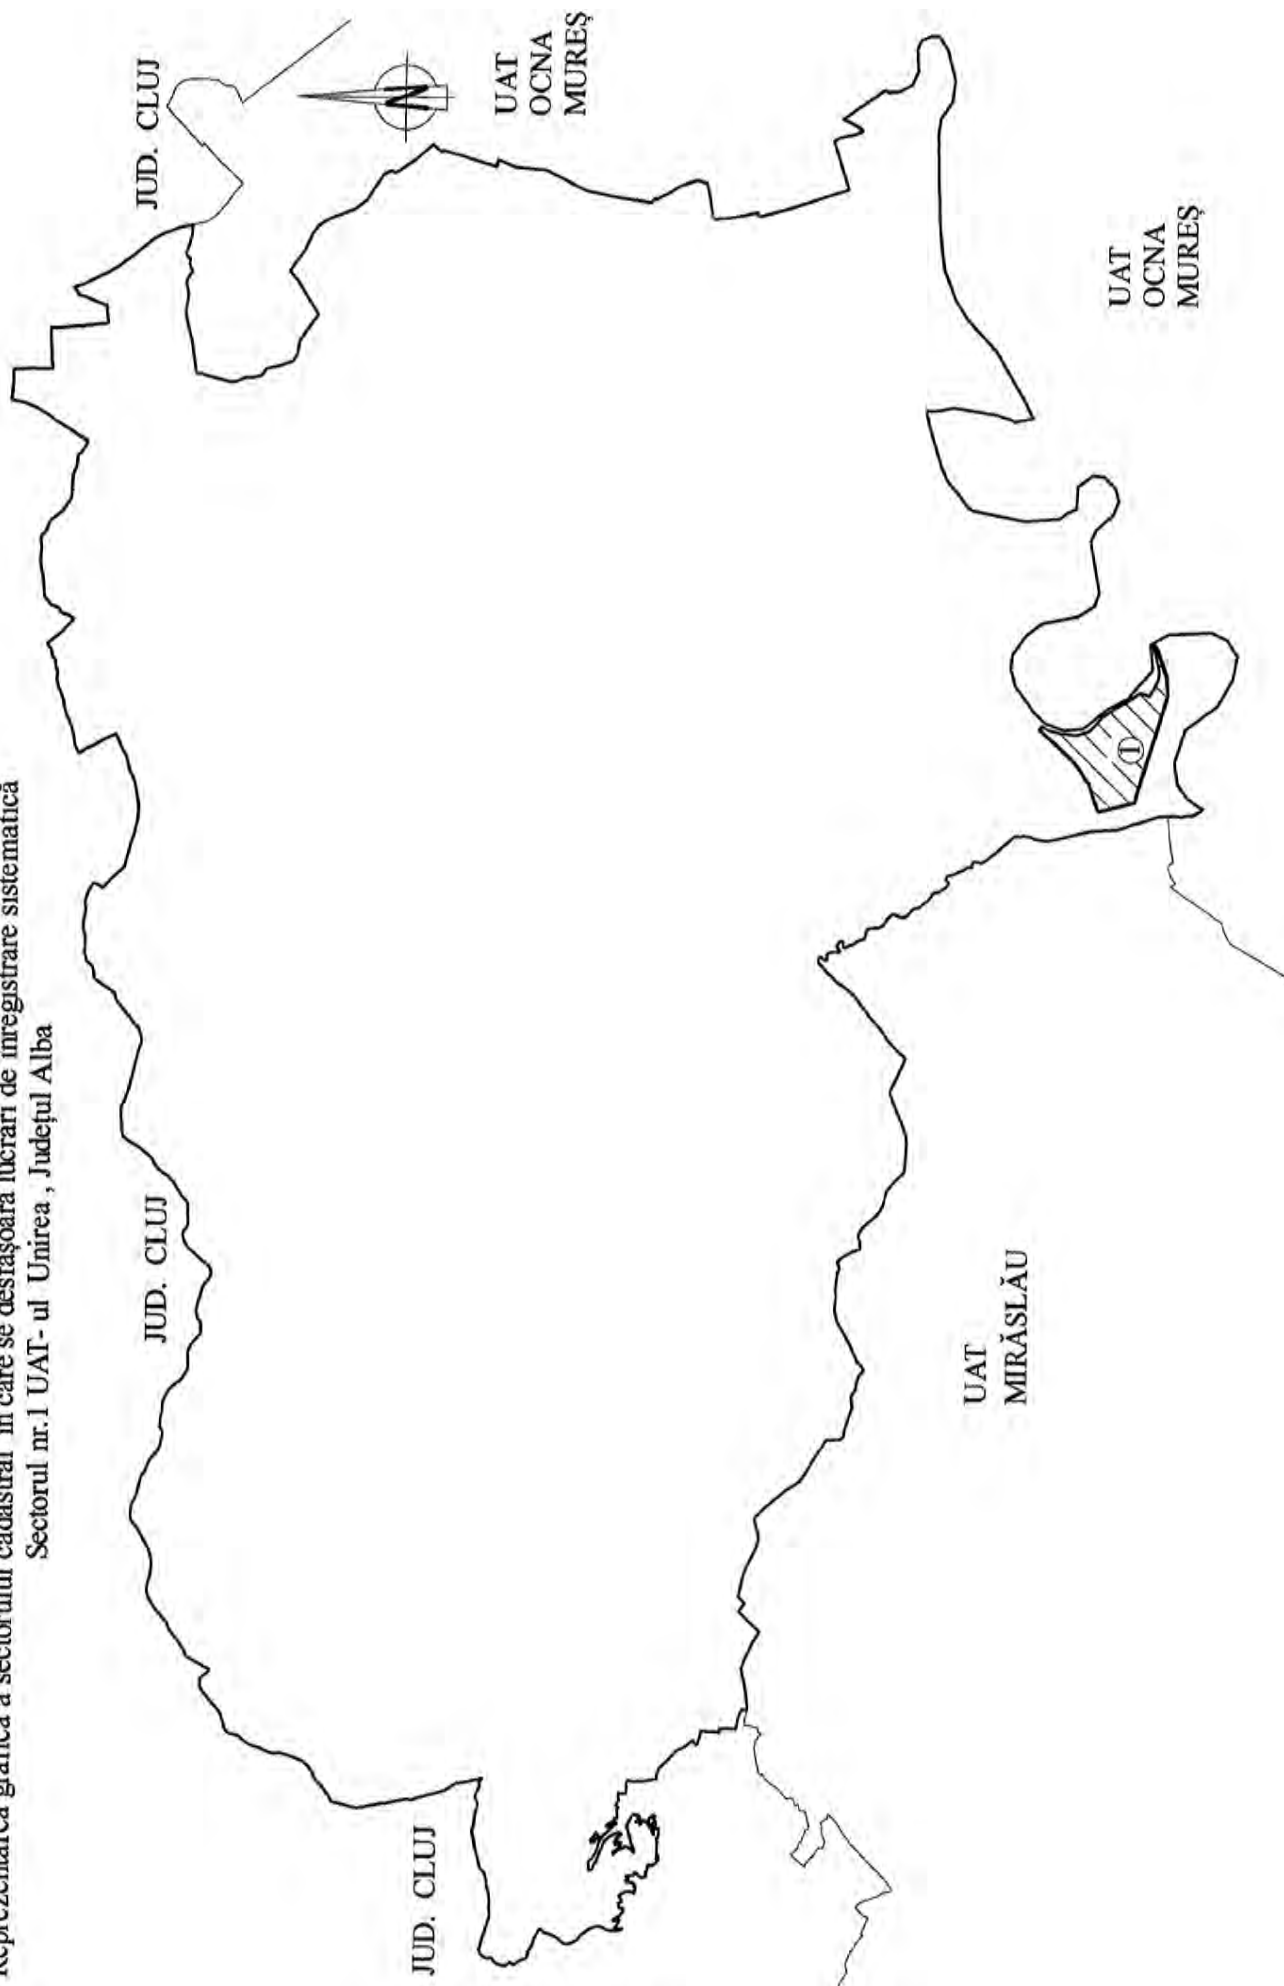 Reprezentarea grafică a sectorului cadastral în care se desfășoară lucrări de înregistrare sistematică
Sectorul nr.1 UAT- ul Unirea , Județul Alba
JUD. CLUJ
JUD. CLUJ
JUD. CLUJ
N
UAT
OCNA
MUREȘ
UAT
OCNA
MUREȘ
1
UAT
MIRĂSLĂU